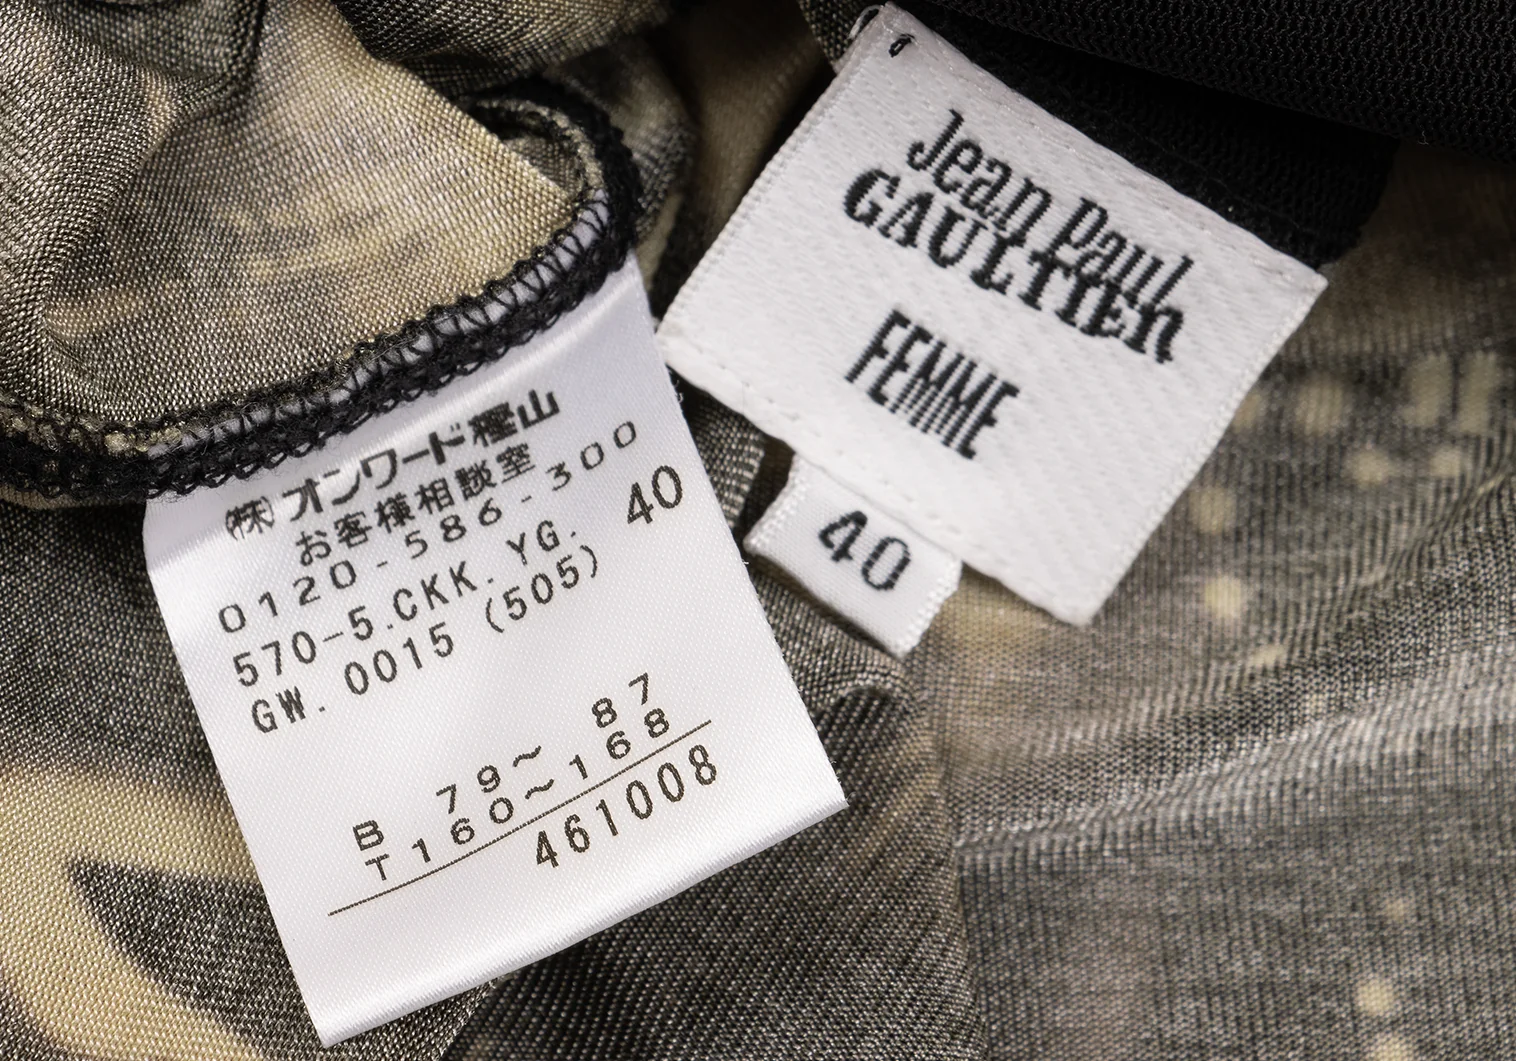 (株)オンワード樫山
お客様相談室
0120-586-300
570-5.CKK.YG. 40
GW.0015 (505)
B 79~ 87
T 160~168
461008
Jean Paul
GAULTIER
FEMME
40